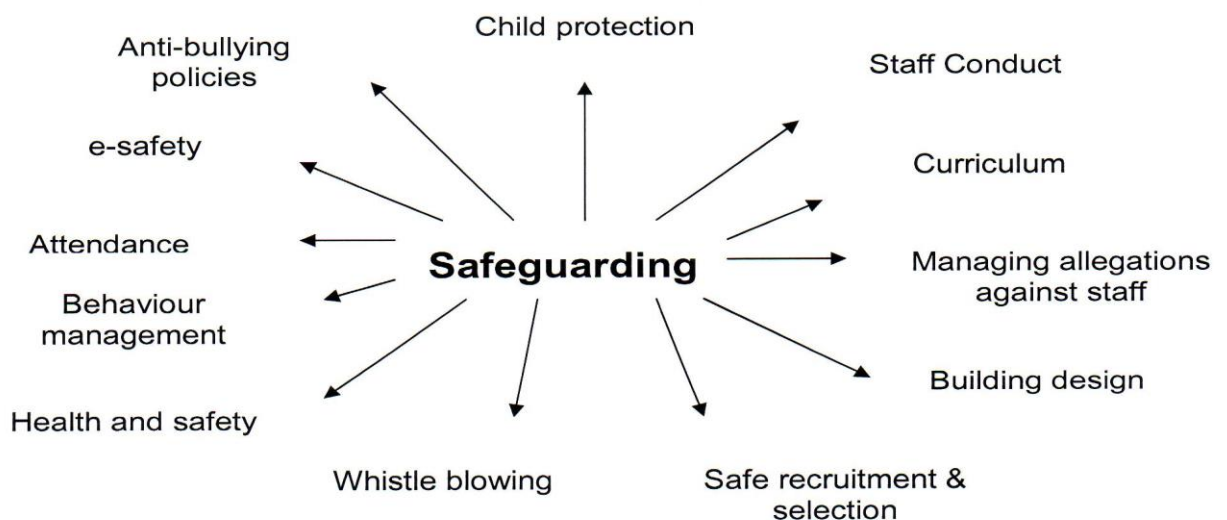 Child protection
Anti-bullying
policies
Staff Conduct
e-safety
Curriculum
Attendance
Safeguarding
Managing allegations
against staff
Behaviour
management
Building design
Health and safety
Whistle blowing
Safe recruitment &
selection